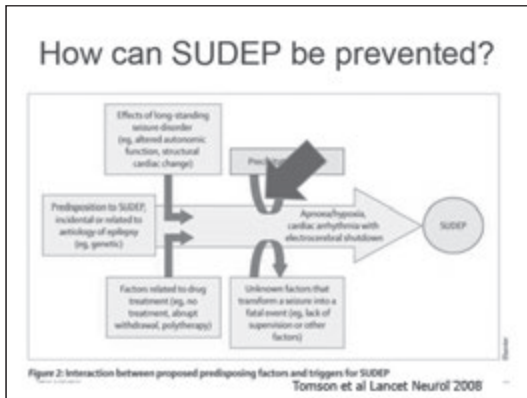 How can SUDEP be prevented?
Effects of long-standing
seizure disorder
(eg, altered autonomic
function, structural
cardiac change)
Predisposition to SUDEP,
incidental or related to
aetiology of epilepsy
(eg, genetic)
Apnoea/hypoxia,
cardiac arrhythmia with
electrocerebral shutdown
SUDEP
Factors related to drug
treatment (eg, no
treatment, abrupt
withdrawal, polytherapy)
Unknown factors that
transform a seizure into a
fatal event (eg, lack of
supervision or other
factors)
Figure 2: Interaction between proposed predisposing factors and triggers for SUDEP
Tomson et al Lancet Neurol 2008